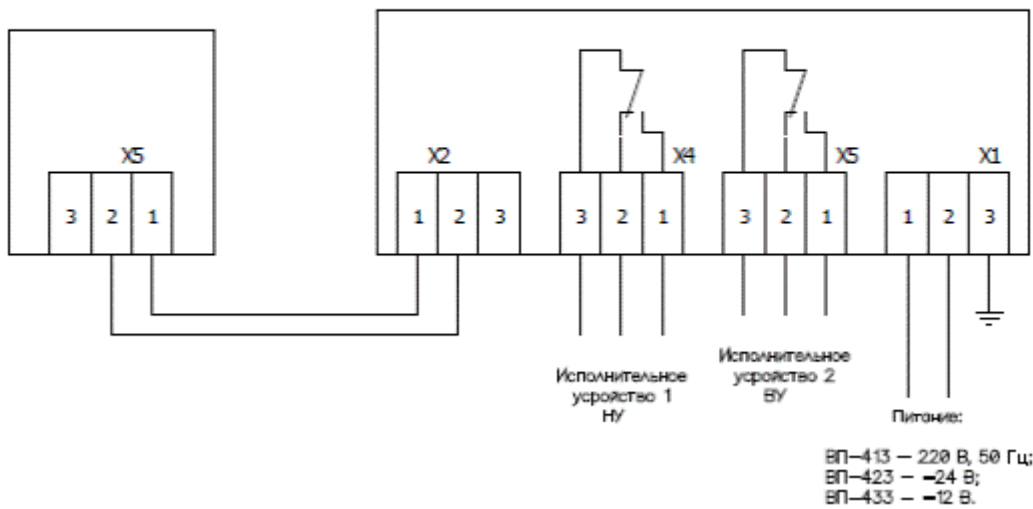 X5 X2 X4 X5 X1
3 2 1 1 2 3 3 2 1 3 2 1 1 2 3
Исполнительное
усройство 1
НУ
Исполнительное
усройство 2
ВУ
Питание:
ВП-413 – 220 В, 50 Гц;
ВП-423 – =24 В;
ВП-433 – =12 В.